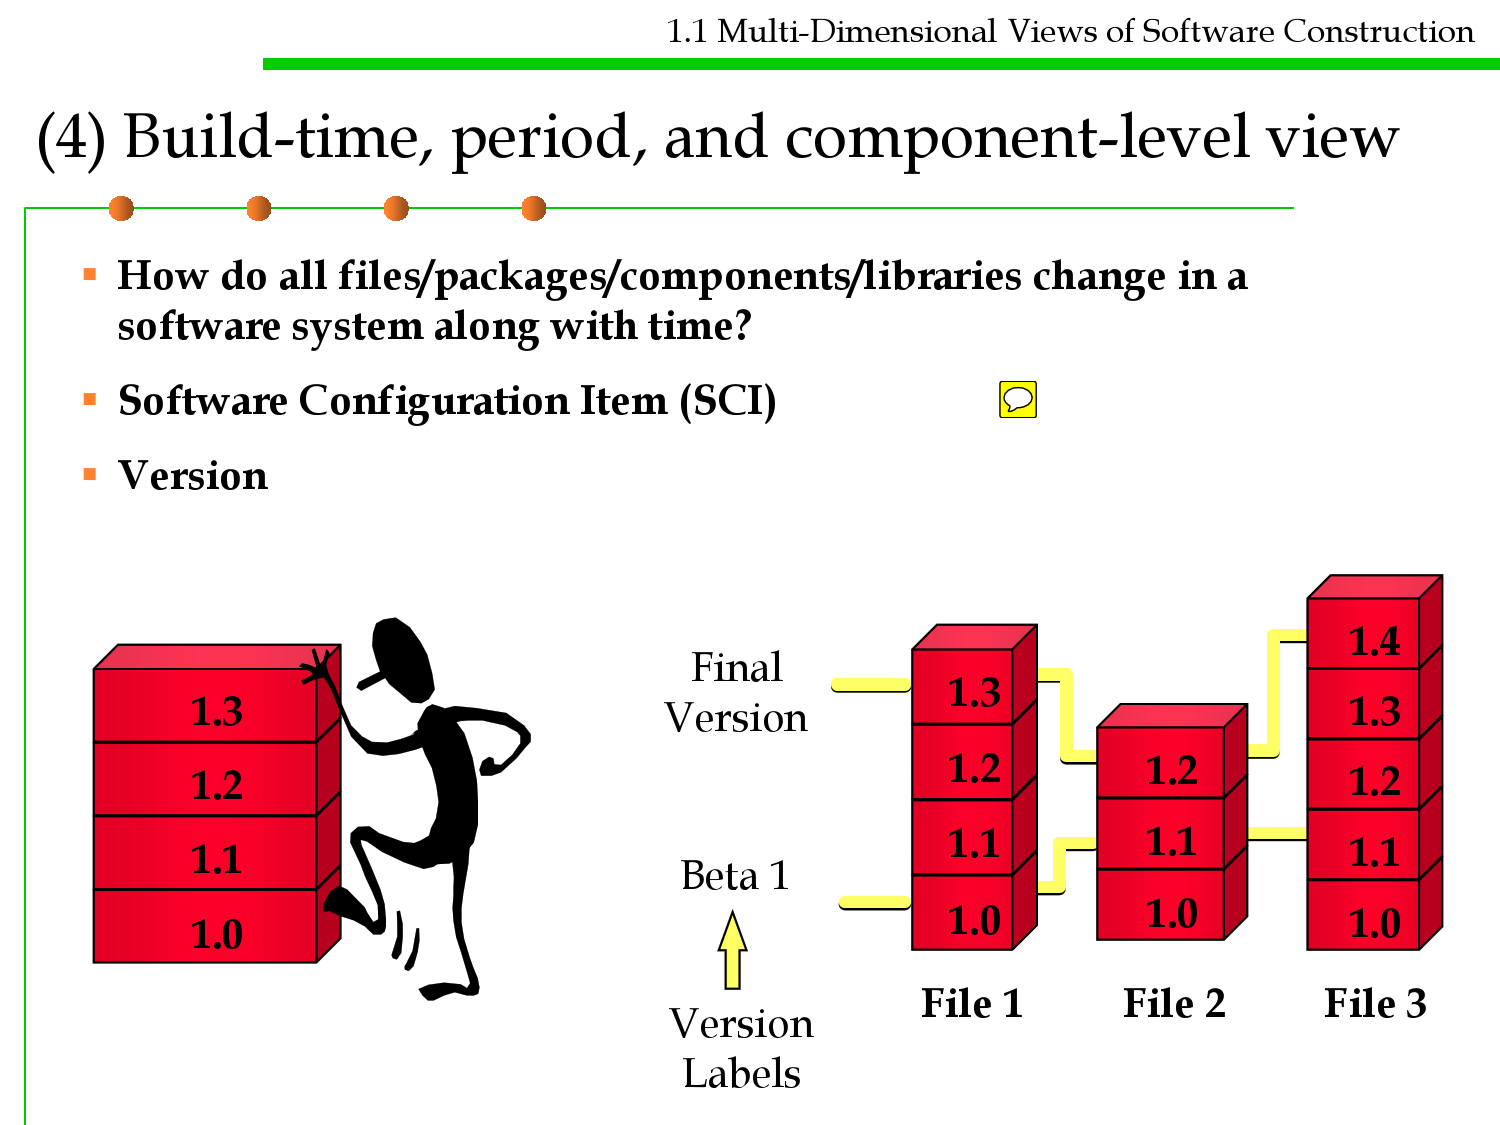 1.1 Multi-Dimensional Views of Software Construction
(4) Build-time, period, and component-level view
How do all files/packages/components/libraries change in a
software system along with time?
Software Configuration Item (SCI)
Version
1.3
1.2
1.1
1.0
Final
Version
Beta 1
Version
Labels
1.3
1.2
1.1
1.0
File 1
1.2
1.1
1.0
File 2
1.4
1.3
1.2
1.1
1.0
File 3